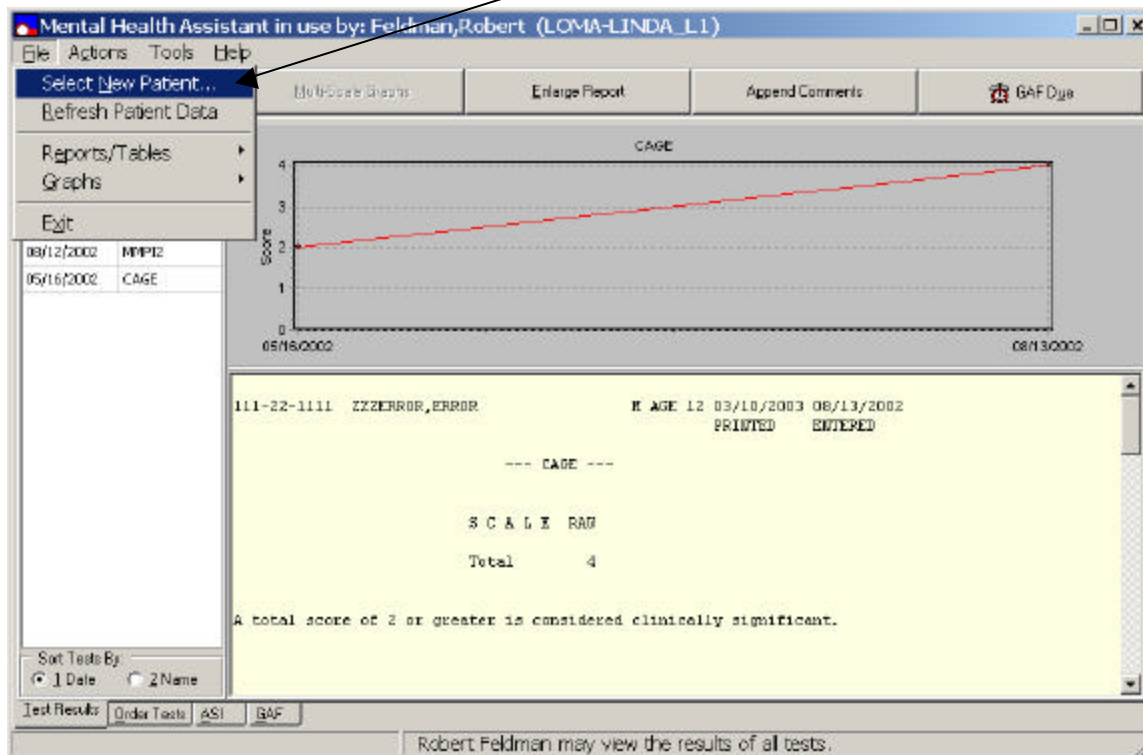 Mental Health Assistant in use by: Feldman,Robert (LOMA-LINDA_L1)
File Actions Tools Help
Select New Patient...
Refresh Patient Data
Reports/Tables
Graphs
Exit
Multi-Scale Graphs Enlarge Report Append Comments GAF Due
CAGE
4
3
2
1
0
Score
05/16/2002 08/13/2002
08/12/2002 MMPI2
05/16/2002 CAGE
111-22-1111 ZZZERROR,ERROR M AGE 12 03/10/2003 08/13/2002
PRINTED ENTERED
--- CAGE ---
S C A L E RAW
Total 4
A total score of 2 or greater is considered clinically significant.
Sort Tests By:
1 Date 2 Name
Test Results Order Tests ASI GAF
Robert Feldman may view the results of all tests.